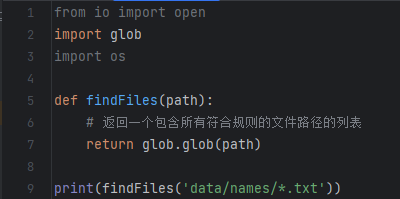 1 from io import open
2 import glob
3 import os
4
5 def findFiles(path):
6     # 返回一个包含所有符合规则的文件路径的列表
7     return glob.glob(path)
8
9 print(findFiles('data/names/*.txt'))